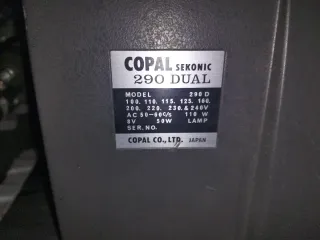 COPAL SEKONIC
290 DUAL
MODEL 290 D
100. 110. 115. 125. 160.
200. 220. 230. & 240V
AC 50-60C/S 110 W
8V 50W LAMP
SER. NO.
COPAL CO., LTD. JAPAN